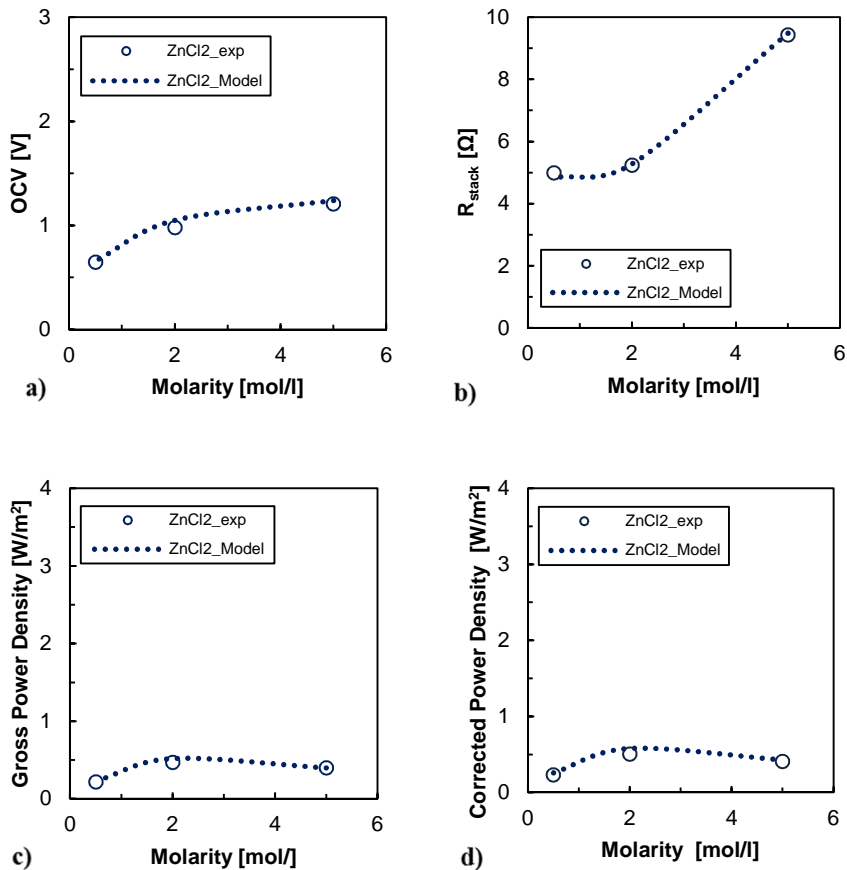 3
2
1
0
OCV [V]
ZnCl2_exp
ZnCl2_Model
0 2 4 6
Molarity [mol/l]
a)
10
8
6
4
2
0
Rstack [Ω]
ZnCl2_exp
ZnCl2_Model
0 2 4 6
Molarity [mol/l]
b)
4
3
2
1
0
Gross Power Density [W/m²]
ZnCl2_exp
ZnCl2_Model
0 2 4 6
Molarity [mol/]
c)
4
3
2
1
0
Corrected Power Density [W/m²]
ZnCl2_exp
ZnCl2_Model
0 2 4 6
Molarity [mol/l]
d)